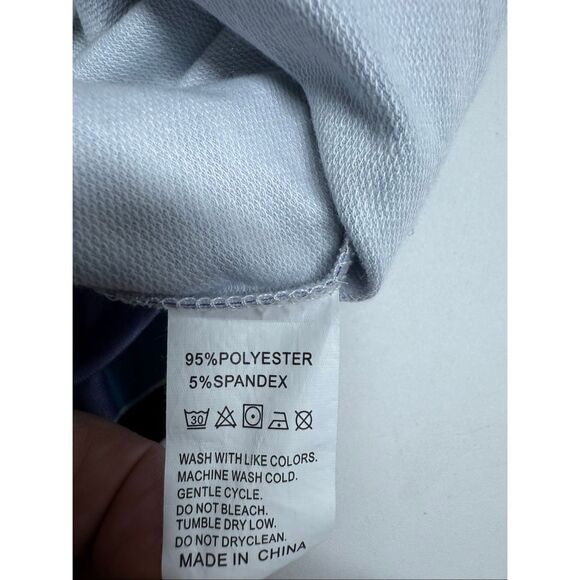 95%POLYESTER
5%SPANDEX
30
WASH WITH LIKE COLORS.
MACHINE WASH COLD.
GENTLE CYCLE.
DO NOT BLEACH.
TUMBLE DRY LOW.
DO NOT DRYCLEAN.
MADE IN CHINA